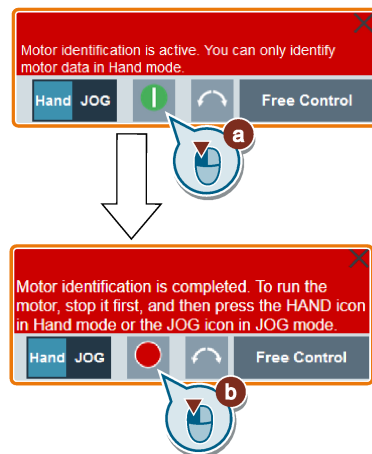 Motor identification is active. You can only identify
motor data in Hand mode.
Hand JOG Free Control
a
Motor identification is completed. To run the
motor, stop it first, and then press the HAND icon
in Hand mode or the JOG icon in JOG mode.
Hand JOG Free Control
b